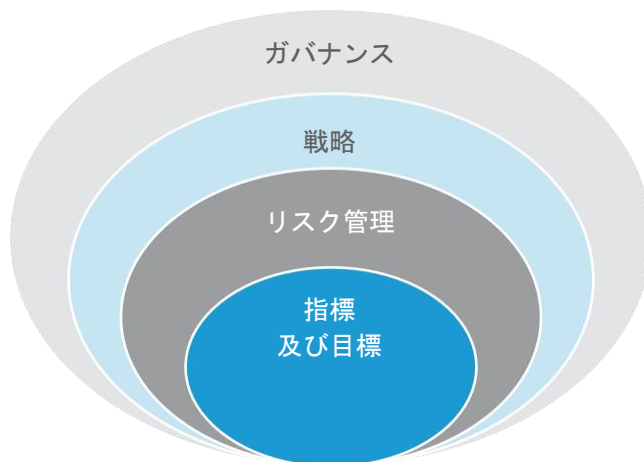 ガバナンス
戦略
リスク管理
指標
及び目標